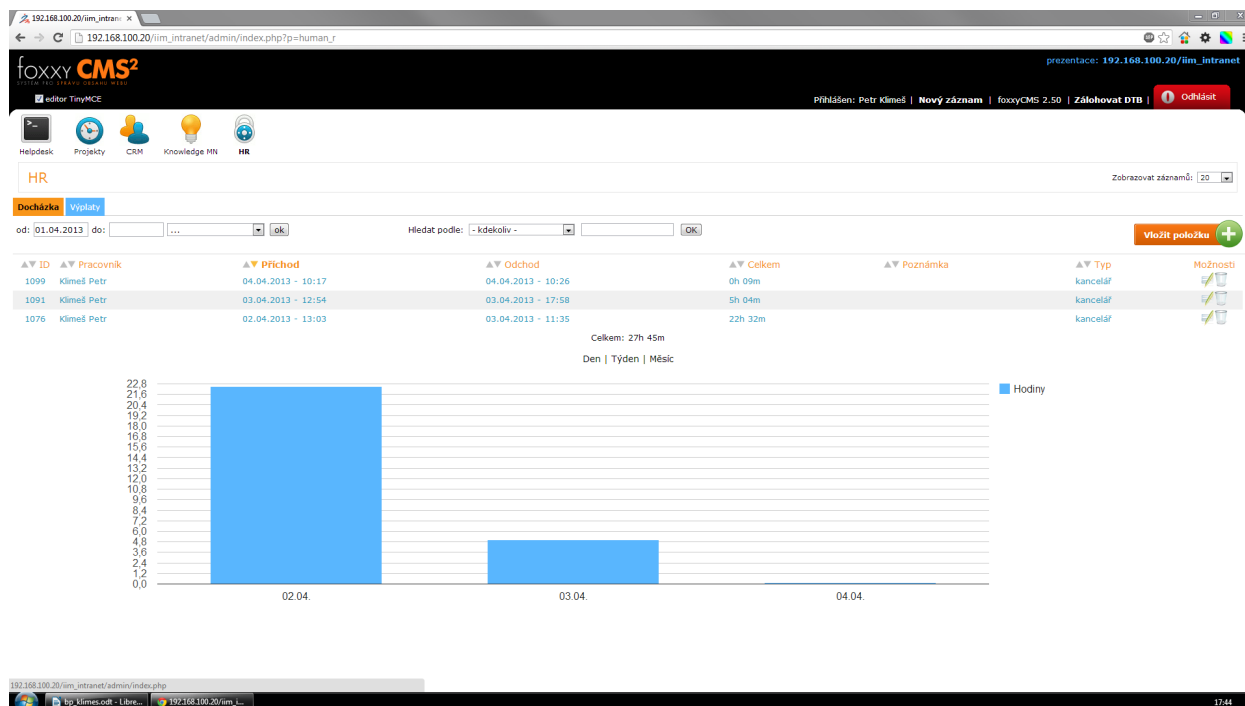 192.168.100.20/iim_intranc
192.168.100.20/iim_intranet/admin/index.php?p=human_r
foxxy CMS²
SYSTÉM PRO SPRÁVU OBSAHU WEBU
prezentace: 192.168.100.20/iim_intranet
editor TinyMCE
Přihlášen: Petr Klimeš | Nový záznam | foxxyCMS 2.50 | Zálohovat DTB | Odhlásit
Helpdesk Projekty CRM Knowledge MN HR
HR
Zobrazovat záznamů: 20
Docházka Výplaty
od: 01.04.2013 do: ... ok Hledat podle: - kdekoliv - OK
Vložit položku
ID Pracovník Příchod Odchod Celkem Poznámka Typ Možnosti
1099 Klimeš Petr 04.04.2013 - 10:17 04.04.2013 - 10:26 0h 09m kancelář
1091 Klimeš Petr 03.04.2013 - 12:54 03.04.2013 - 17:58 5h 04m kancelář
1076 Klimeš Petr 02.04.2013 - 13:03 03.04.2013 - 11:35 22h 32m kancelář
Celkem: 27h 45m
Den | Týden | Měsíc
22,8
21,6
20,4
19,2
18,0
16,8
15,6
14,4
13,2
12,0
10,8
9,6
8,4
7,2
6,0
4,8
3,6
2,4
1,2
0,0
Hodiny
02.04. 03.04. 04.04.
192.168.100.20/iim_intranet/admin/index.php
bp_klimes.odt - Libre... 192.168.100.20/iim_i... 17:44